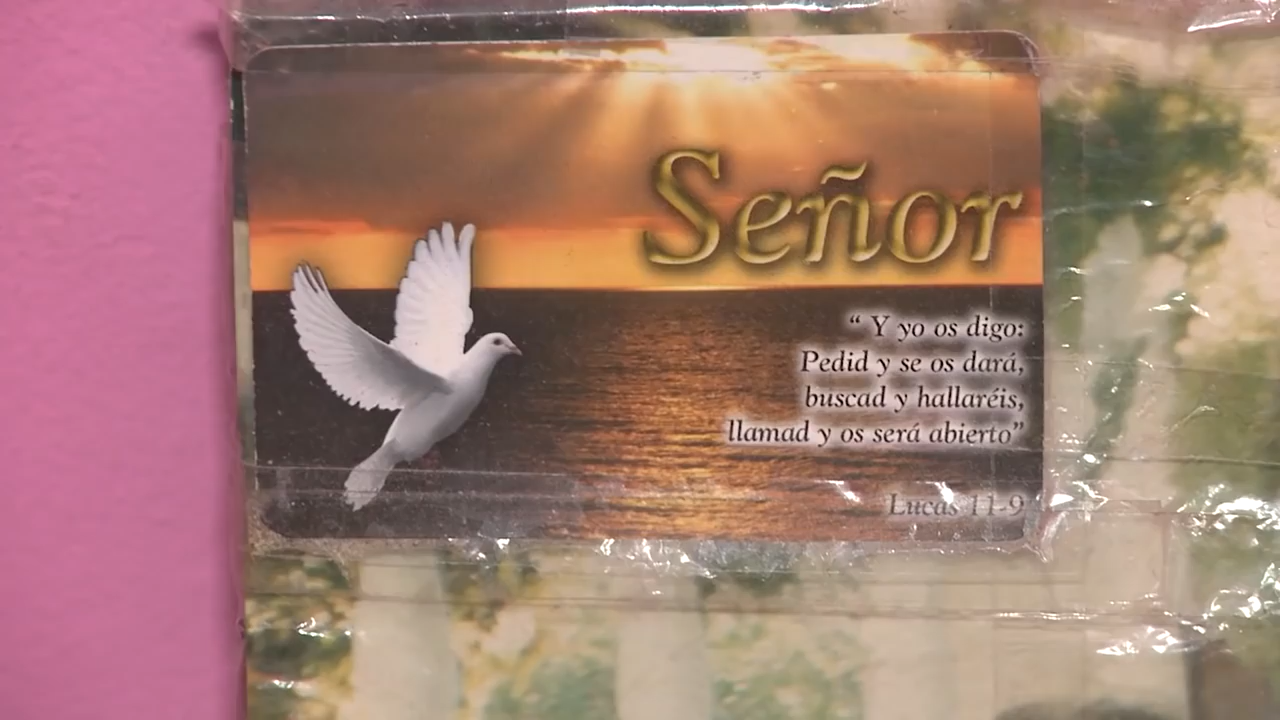 Señor
“ Y yo os digo:
Pedid y se os dará,
buscad y hallaréis,
llamad y os será abierto”
Lucas 11-9